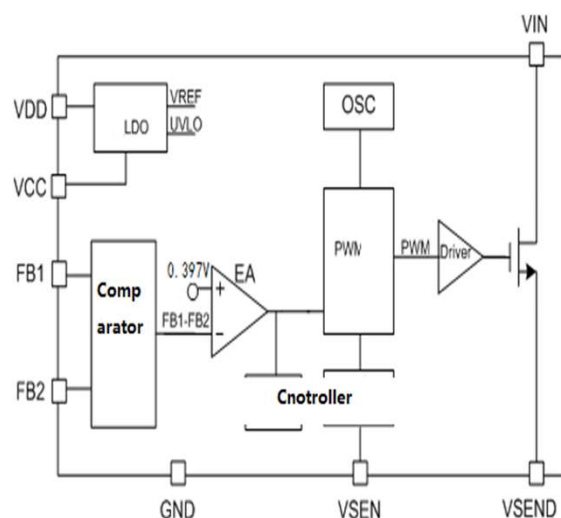 VIN
VDD
VREF
LDO
UVLO
VCC
OSC
FB1
Comp
arator
0.397V
EA
+
-
FB1-FB2
PWM
PWM
Driver
FB2
Cnotroller
GND
VSEN
VSEND